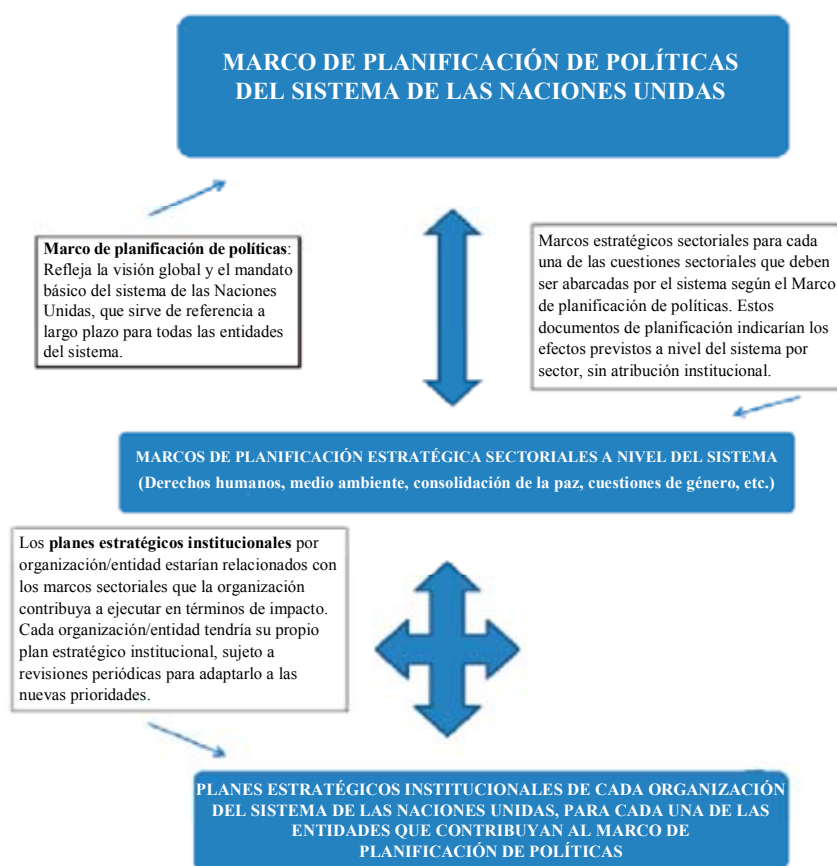 MARCO DE PLANIFICACIÓN DE POLÍTICAS
DEL SISTEMA DE LAS NACIONES UNIDAS
Marco de planificación de políticas:
Refleja la visión global y el mandato
básico del sistema de las Naciones
Unidas, que sirve de referencia a
largo plazo para todas las entidades
del sistema.
Marcos estratégicos sectoriales para cada
una de las cuestiones sectoriales que deben
ser abarcadas por el sistema según el Marco
de planificación de políticas. Estos
documentos de planificación indicarían los
efectos previstos a nivel del sistema por
sector, sin atribución institucional.
MARCOS DE PLANIFICACIÓN ESTRATÉGICA SECTORIALES A NIVEL DEL SISTEMA
(Derechos humanos, medio ambiente, consolidación de la paz, cuestiones de género, etc.)
Los planes estratégicos institucionales por
organización/entidad estarían relacionados con
los marcos sectoriales que la organización
contribuya a ejecutar en términos de impacto.
Cada organización/entidad tendría su propio
plan estratégico institucional, sujeto a
revisiones periódicas para adaptarlo a las
nuevas prioridades.
PLANES ESTRATÉGICOS INSTITUCIONALES DE CADA ORGANIZACIÓN
DEL SISTEMA DE LAS NACIONES UNIDAS, PARA CADA UNA DE LAS
ENTIDADES QUE CONTRIBUYAN AL MARCO DE
PLANIFICACIÓN DE POLÍTICAS